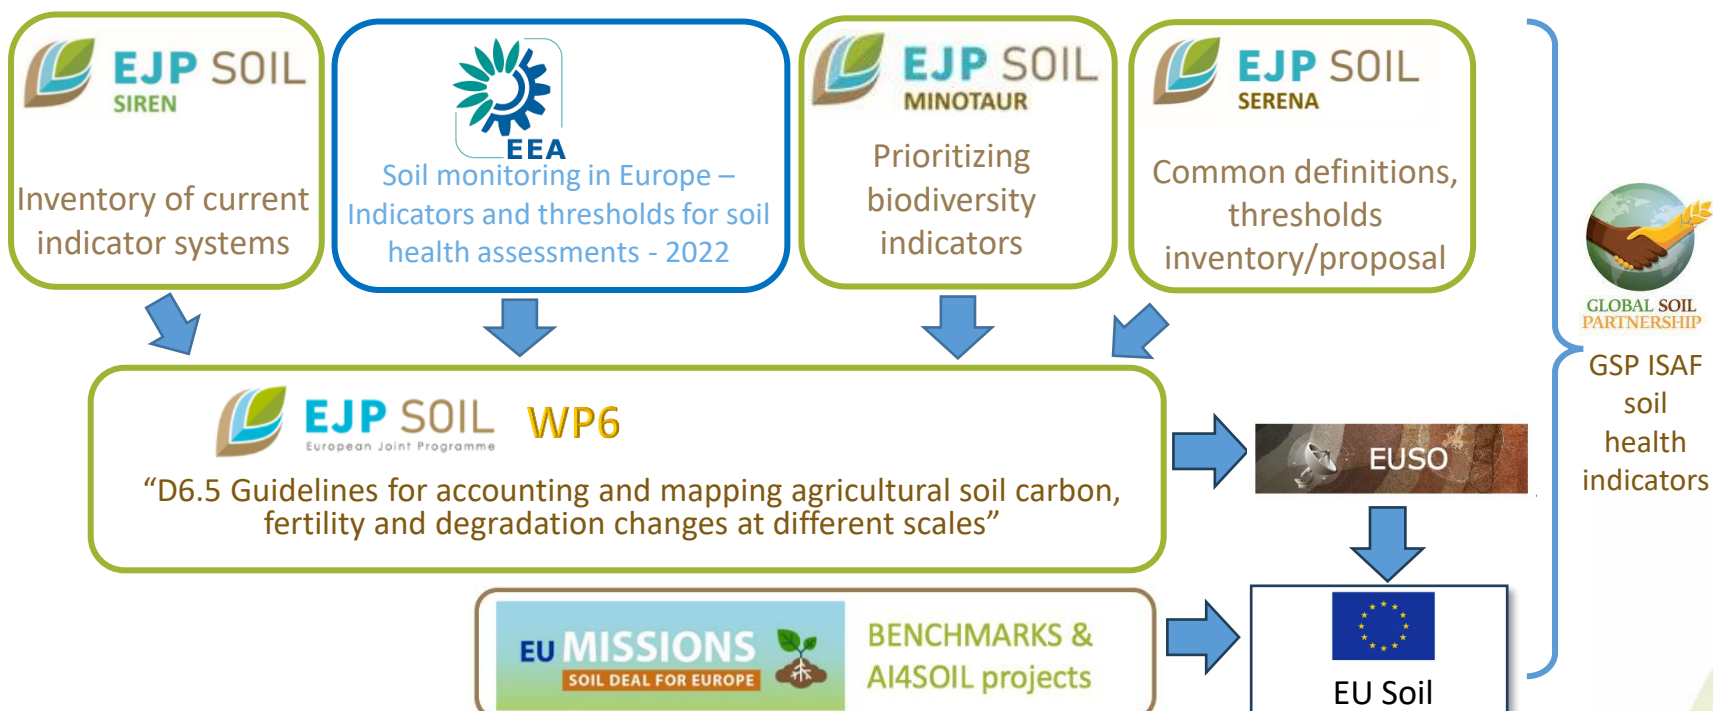 EJP SOIL
SIREN
Inventory of current
indicator systems
EEA
Soil monitoring in Europe –
Indicators and thresholds for soil
health assessments - 2022
EJP SOIL
MINOTAUR
Prioritizing
biodiversity
indicators
EJP SOIL
SERENA
Common definitions,
thresholds
inventory/proposal
GLOBAL SOIL
PARTNERSHIP
GSP ISAF
soil
health
indicators
EJP SOIL
European Joint Programme
WP6
“D6.5 Guidelines for accounting and mapping agricultural soil carbon,
fertility and degradation changes at different scales”
EUSO
EU MISSIONS
SOIL DEAL FOR EUROPE
BENCHMARKS &
AI4SOIL projects
EU Soil